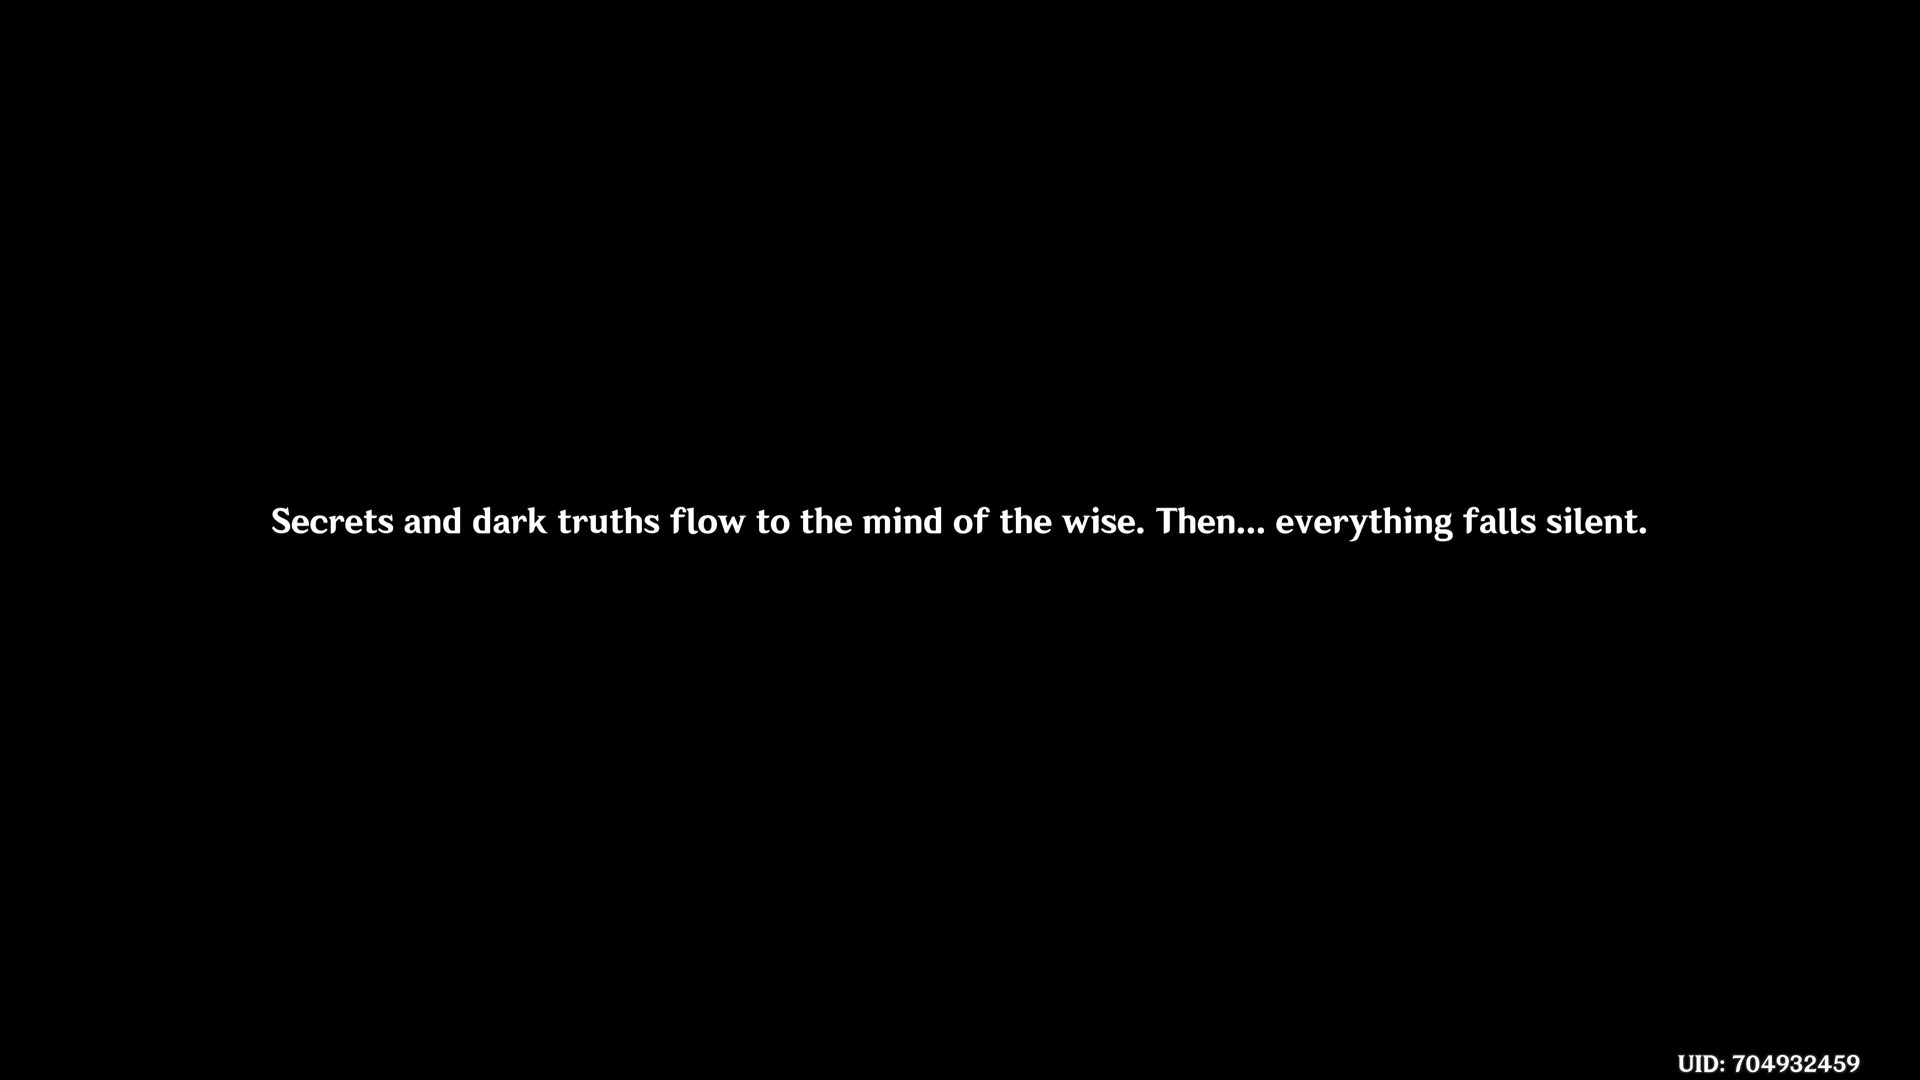 Secrets and dark truths flow to the mind of the wise. Then... everything falls silent.
UID: 704932459